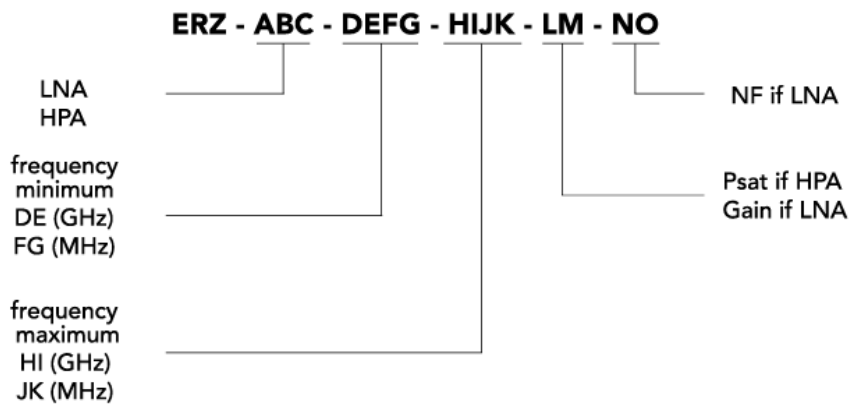 ERZ - ABC - DEFG - HIJK - LM - NO
LNA
HPA
NF if LNA
frequency
minimum
DE (GHz)
FG (MHz)
Psat if HPA
Gain if LNA
frequency
maximum
HI (GHz)
JK (MHz)